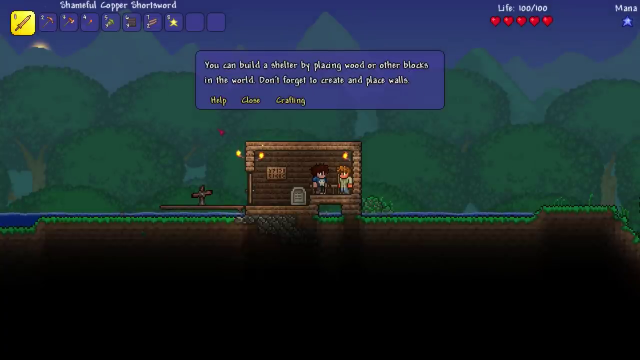 Shameful Copper Shortsword
Life: 100/100
Mana
You can build a shelter by placing wood or other blocks
in the world. Don't forget to create and place walls.
Help Close Crafting